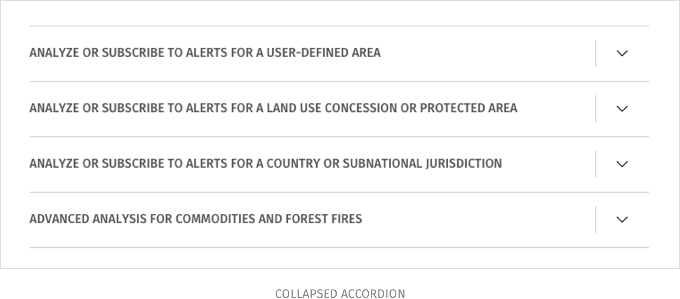 ANALYZE OR SUBSCRIBE TO ALERTS FOR A USER-DEFINED AREA
ANALYZE OR SUBSCRIBE TO ALERTS FOR A LAND USE CONCESSION OR PROTECTED AREA
ANALYZE OR SUBSCRIBE TO ALERTS FOR A COUNTRY OR SUBNATIONAL JURISDICTION
ADVANCED ANALYSIS FOR COMMODITIES AND FOREST FIRES
COLLAPSED ACCORDION